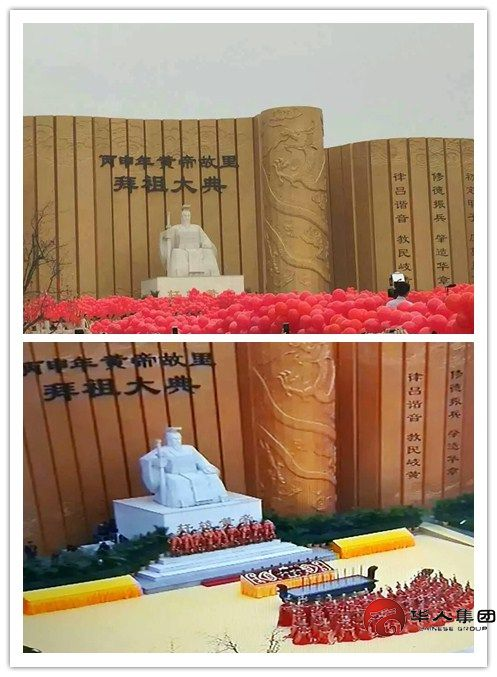 丙申年黄帝故里
拜祖大典
律吕谐音 教民岐黄
修德振兵 肇造华章
丙申年黄帝故里
拜祖大典
律吕谐音 教民岐黄
修德振兵 肇造华章
华人集团
CHINESE GROUP